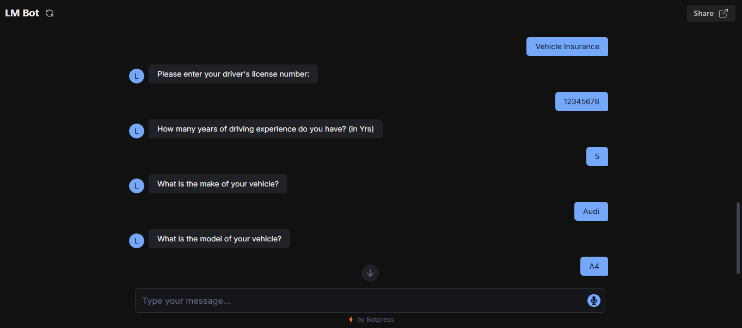 LM Bot
Share
Vehicle Insurance
L
Please enter your driver's license number:
12345678
L
How many years of driving experience do you have? (in Yrs)
5
L
What is the make of your vehicle?
Audi
L
What is the model of your vehicle?
A4
Type your message...
by Botpress